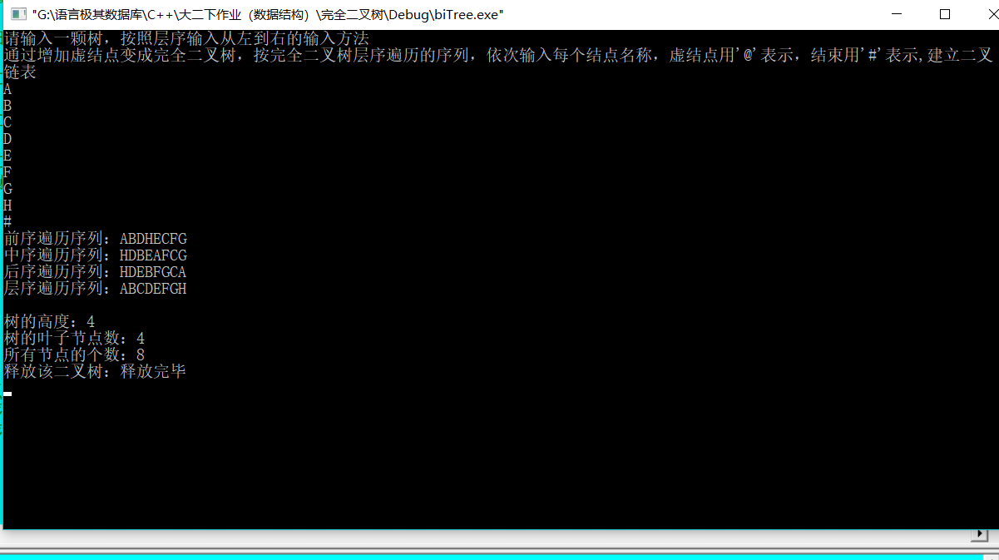 "G:\语言极其数据库\C++\大二下作业（数据结构）\完全二叉树\Debug\biTree.exe"
请输入一颗树，按照层序输入从左到右的输入方法
通过增加虚结点变成完全二叉树，按完全二叉树层序遍历的序列，依次输入每个结点名称，虚结点用'@'表示，结束用'#'表示,建立二叉
链表
A
B
C
D
E
F
G
H
#
前序遍历序列：ABDHECFG
中序遍历序列：HDBEAFCG
后序遍历序列：HDEBFGCA
层序遍历序列：ABCDEFGH
树的高度：4
树的叶子节点数：4
所有节点的个数：8
释放该二叉树：释放完毕